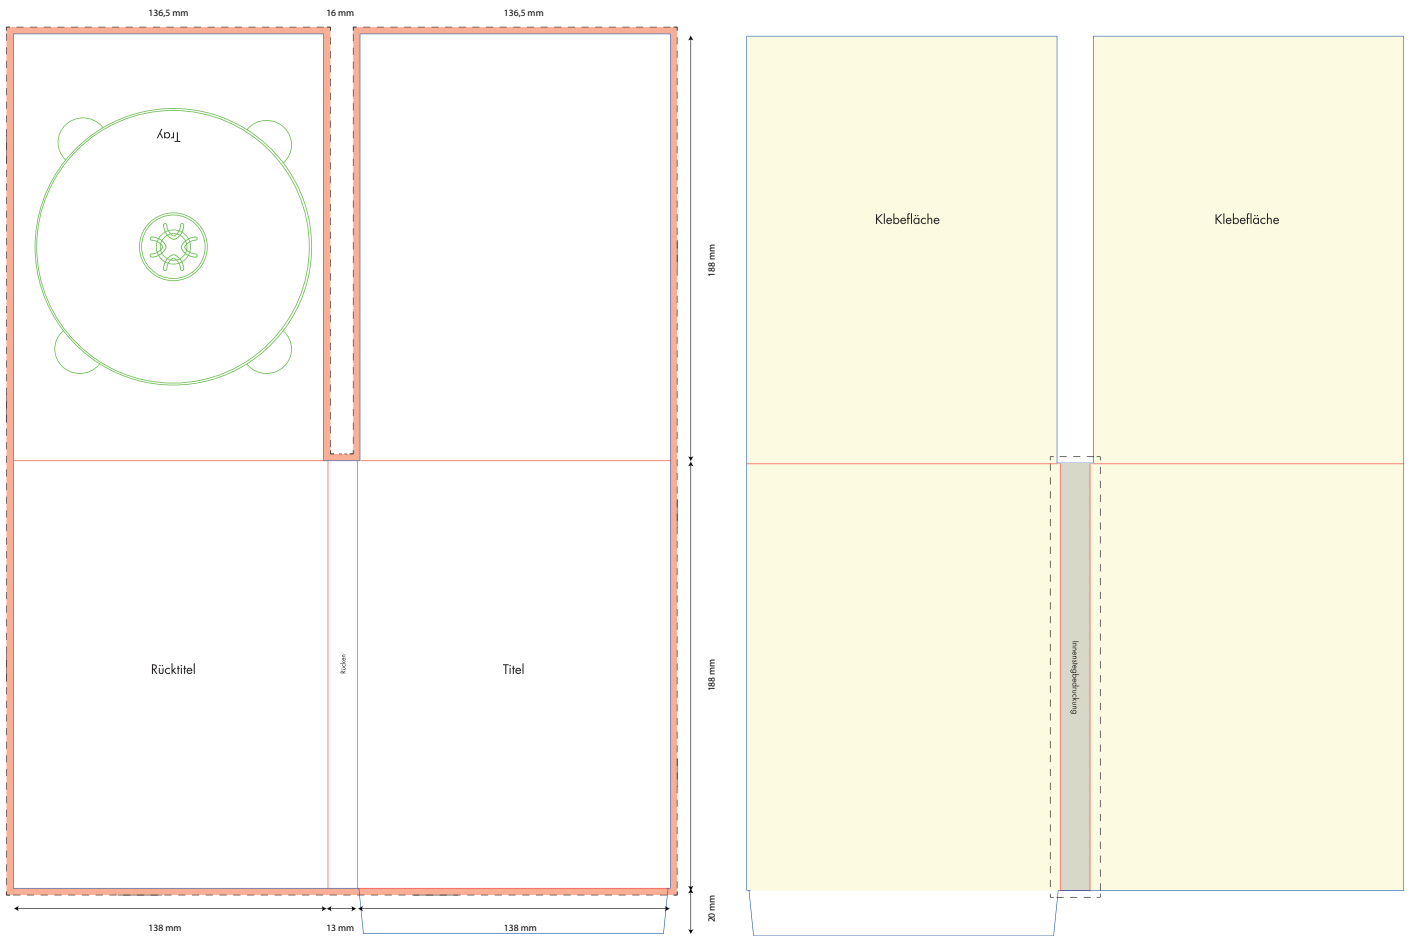 136,5 mm
16 mm
136,5 mm
Tray
188 mm
Klebefläche
Klebefläche
Rücktitel
Rücken
Titel
188 mm
Innenstegbedruckung
20 mm
138 mm
13 mm
138 mm